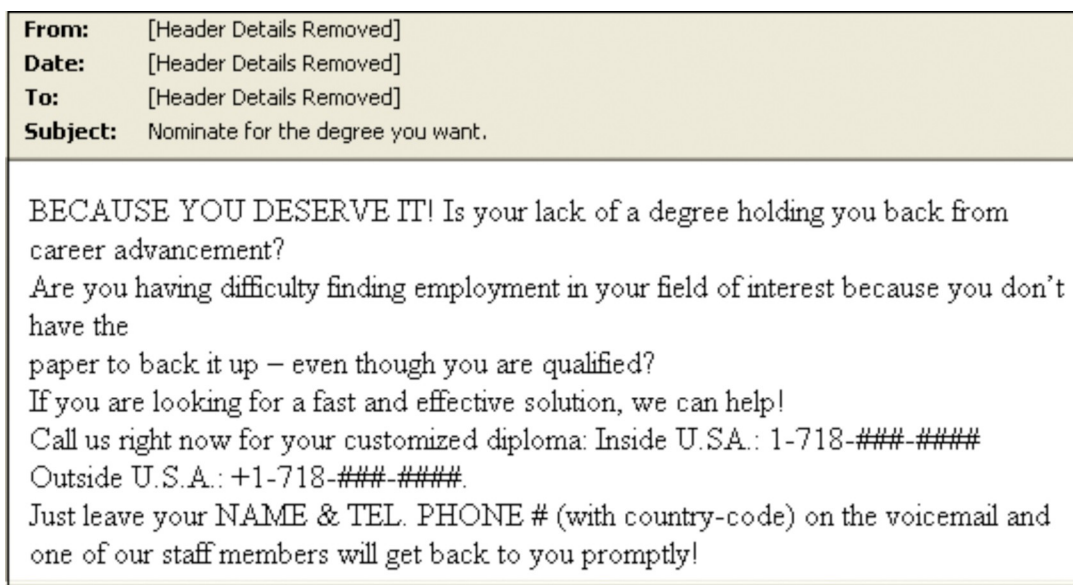 From: [Header Details Removed]
Date: [Header Details Removed]
To: [Header Details Removed]
Subject: Nominate for the degree you want.
BECAUSE YOU DESERVE IT! Is your lack of a degree holding you back from
career advancement?
Are you having difficulty finding employment in your field of interest because you don’t
have the
paper to back it up – even though you are qualified?
If you are looking for a fast and effective solution, we can help!
Call us right now for your customized diploma: Inside U.S.A.: 1-718-###-####
Outside U.S.A.: +1-718-###-####.
Just leave your NAME & TEL. PHONE # (with country-code) on the voicemail and
one of our staff members will get back to you promptly!